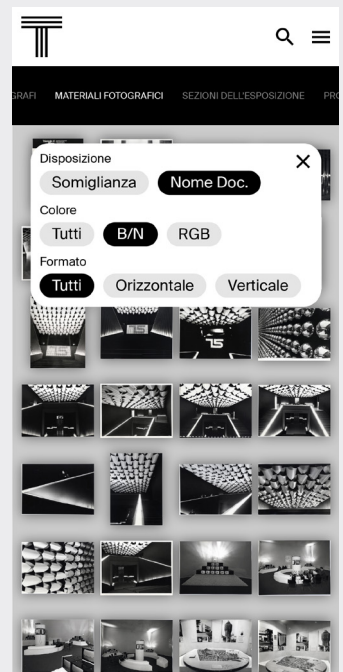 GRAFI MATERIALI FOTOGRAFICI SEZIONI DELL'ESPOSIZIONE PRO
Disposizione
Somiglianza Nome Doc.
Colore
Tutti B/N RGB
Formato
Tutti Orizzontale Verticale